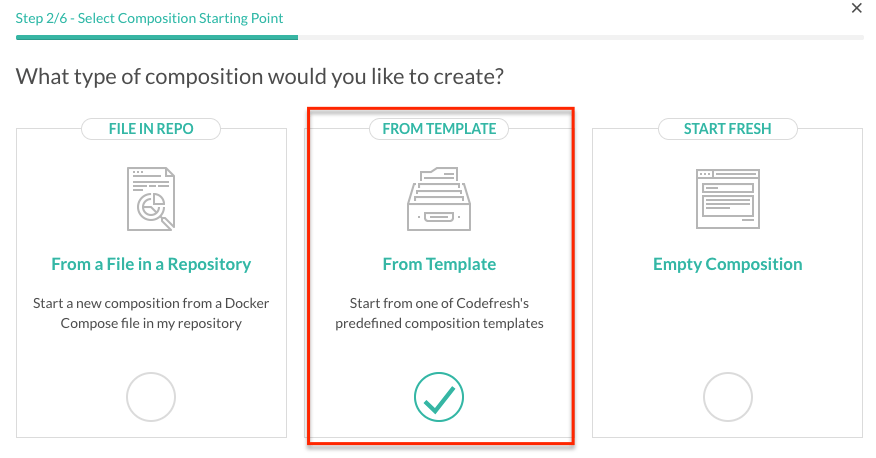 Step 2/6 - Select Composition Starting Point
What type of composition would you like to create?
FILE IN REPO
From a File in a Repository
Start a new composition from a Docker
Compose file in my repository
FROM TEMPLATE
From Template
Start from one of Codefresh's
predefined composition templates
START FRESH
Empty Composition